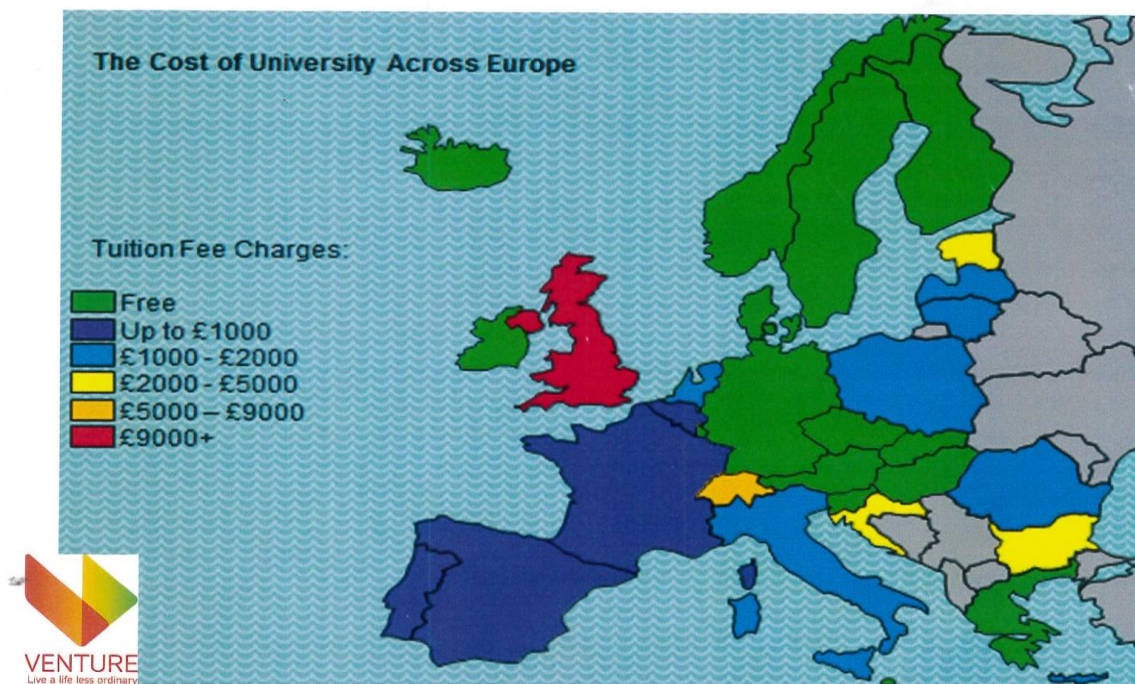 The Cost of University Across Europe
Tuition Fee Charges:
Free
Up to £1000
£1000 - £2000
£2000 - £5000
£5000 – £9000
£9000+
VENTURE
Live a life less ordinary